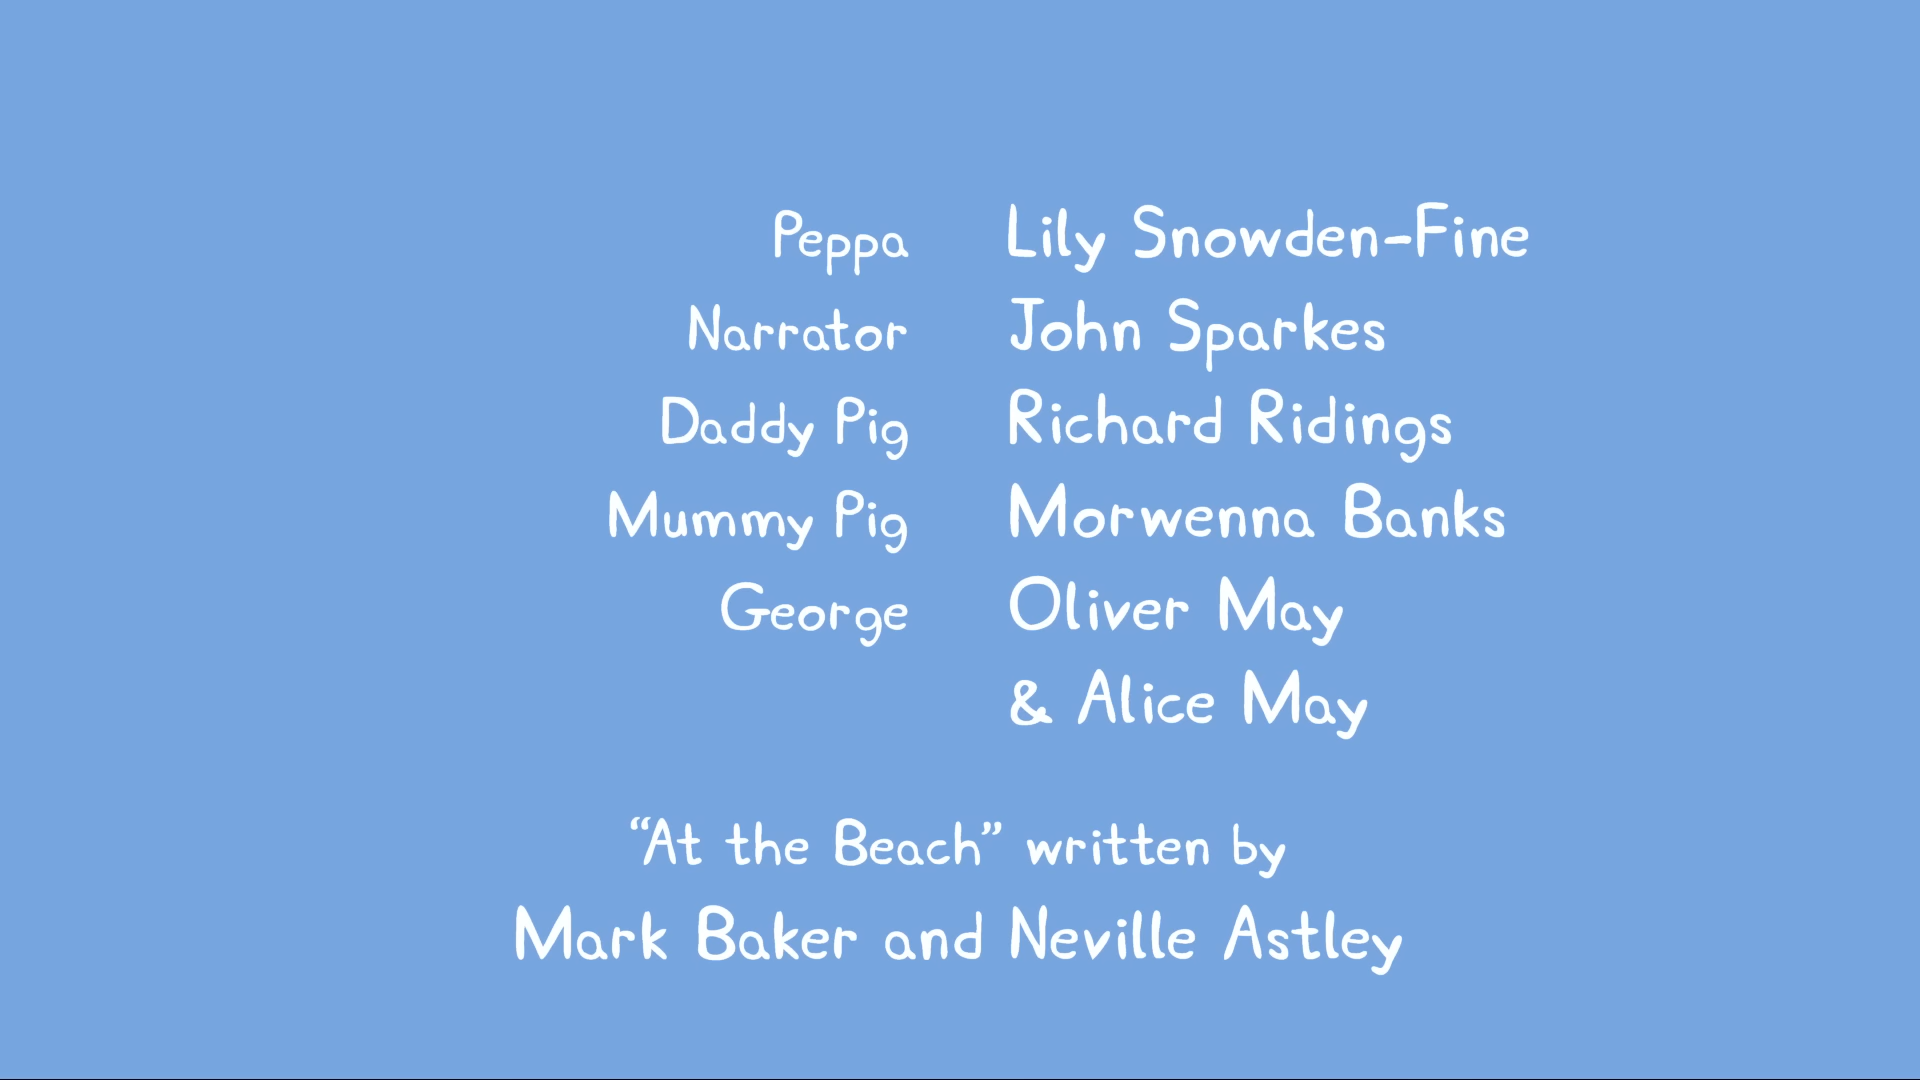 Peppa Lily Snowden-Fine
Narrator John Sparkes
Daddy Pig Richard Ridings
Mummy Pig Morwenna Banks
George Oliver May
& Alice May
“At the Beach” written by
Mark Baker and Neville Astley